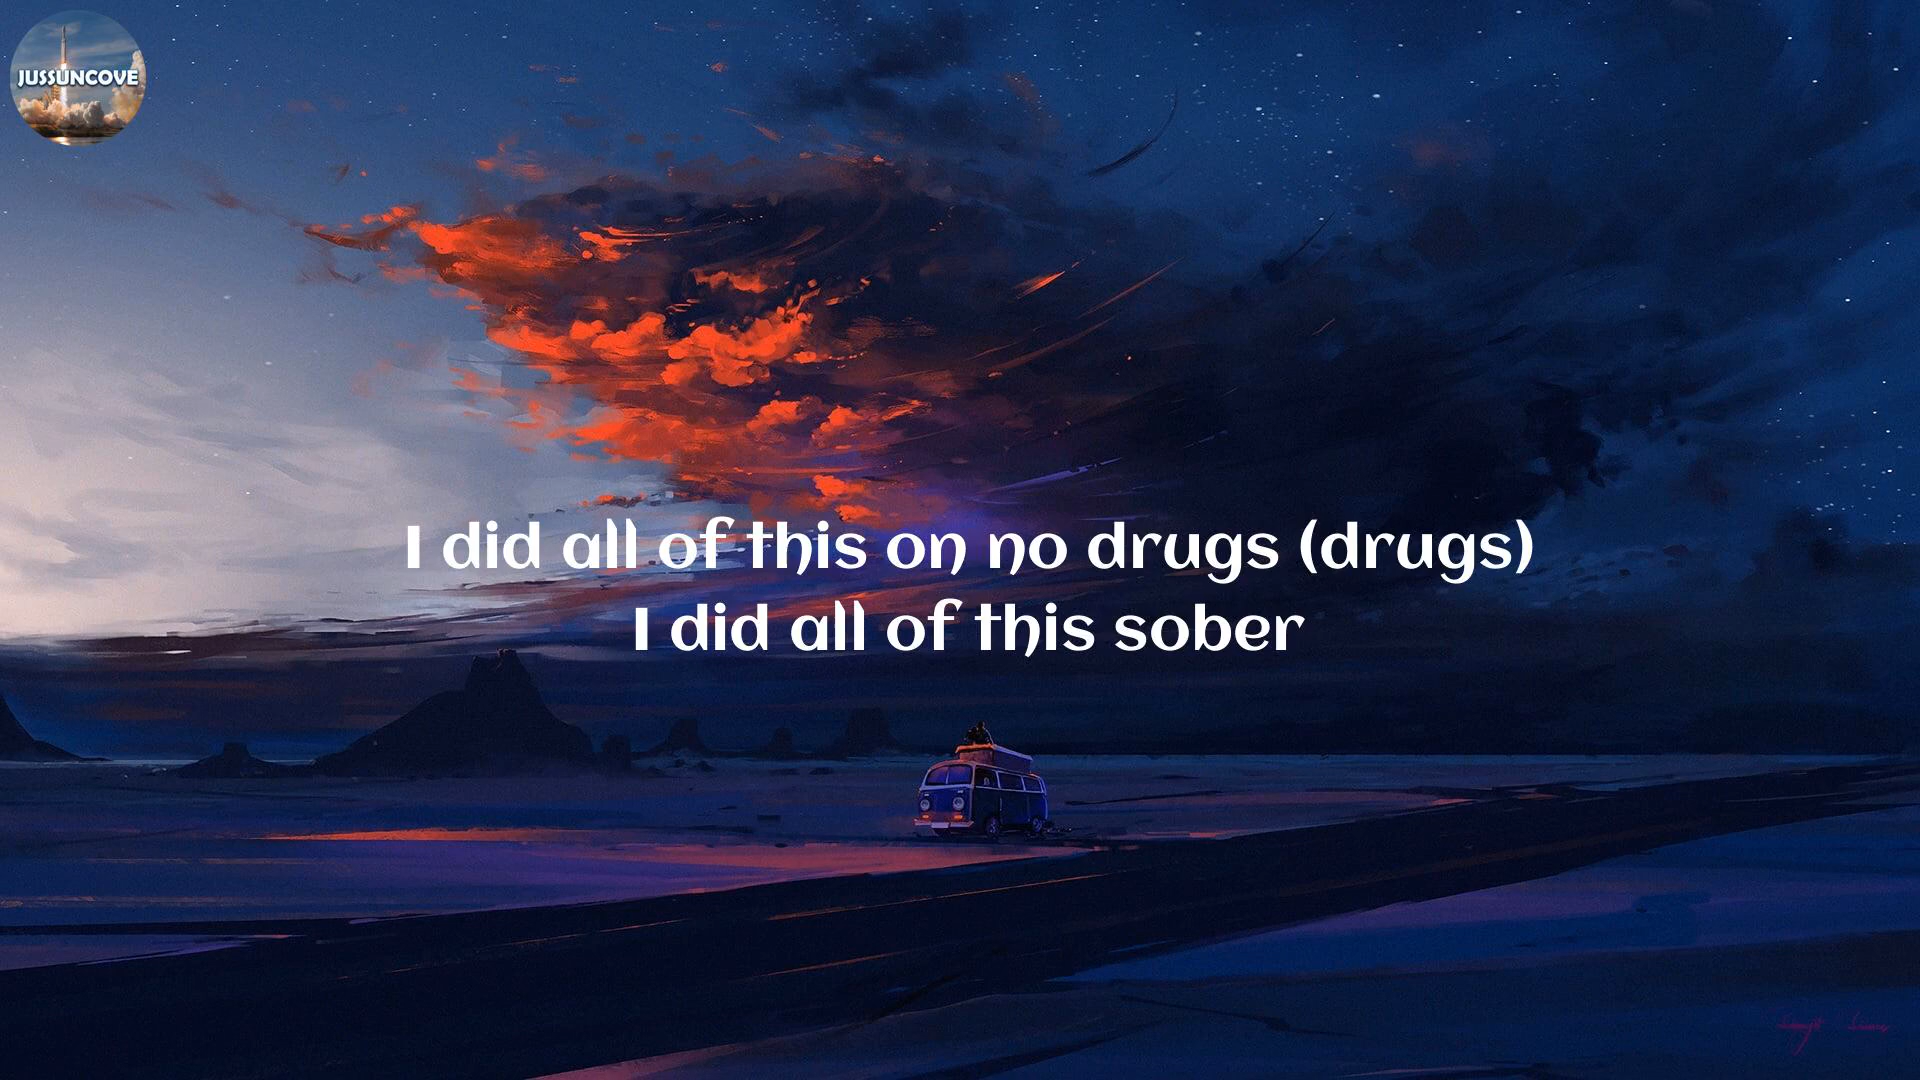 JUSSUNCOVE
I did all of this on no drugs (drugs)
I did all of this sober